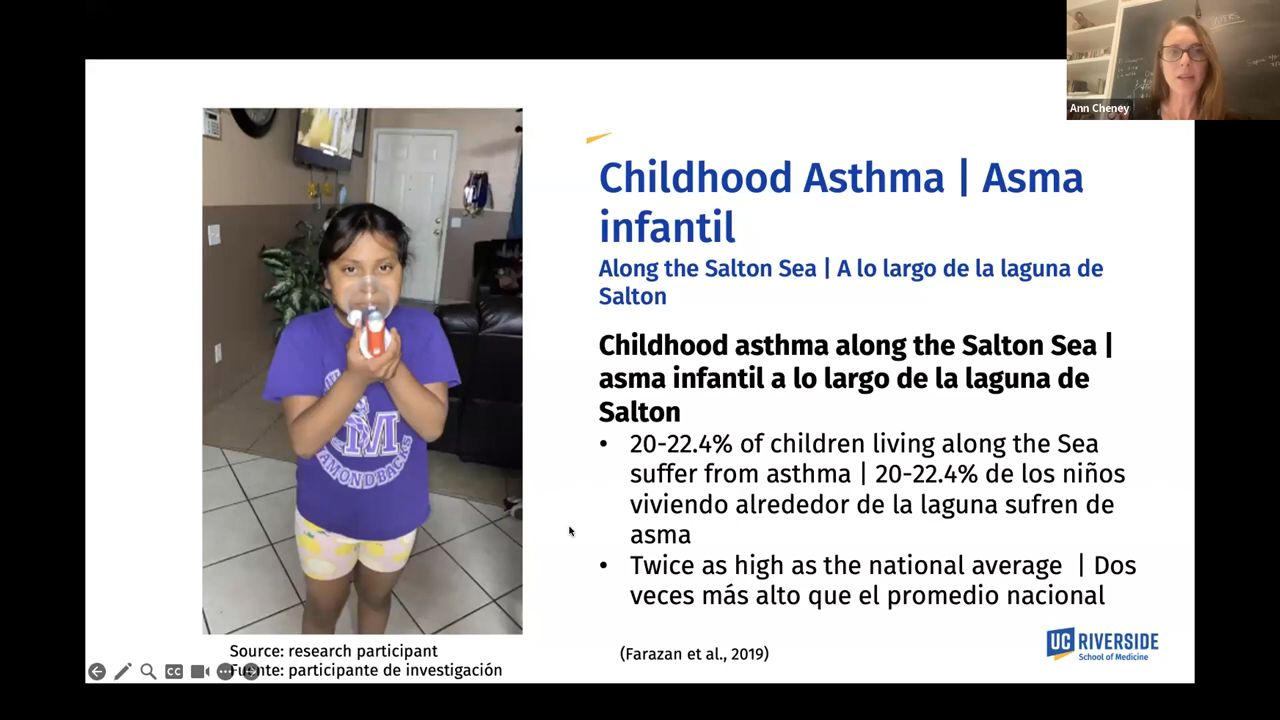 Ann Cheney
Childhood Asthma | Asma
infantil
Along the Salton Sea | A lo largo de la laguna de
Salton
Childhood asthma along the Salton Sea |
asma infantil a lo largo de la laguna de
Salton
• 20-22.4% of children living along the Sea
suffer from asthma | 20-22.4% de los niños
viviendo alrededor de la laguna sufren de
asma
• Twice as high as the national average | Dos
veces más alto que el promedio nacional
M
AMONDBACKS
Source: research participant
Fuente: participante de investigación
(Farazan et al., 2019)
UC RIVERSIDE
School of Medicine
CC